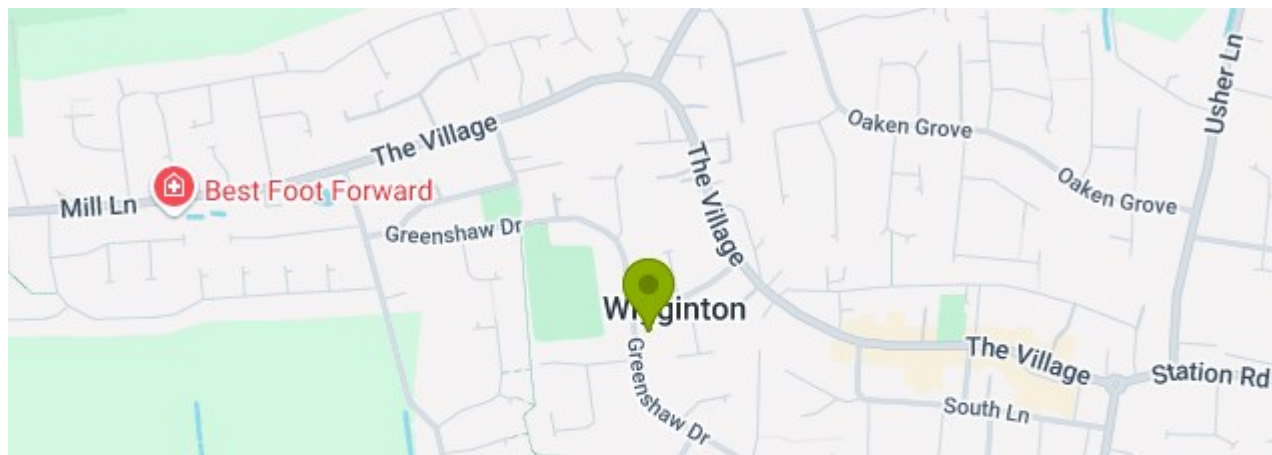 Usher Ln
Oaken Grove
The Village
Oaken Grove
Best Foot Forward
Mill Ln
The Village
Greenshaw Dr
Wigginton
The Village
Station Rd
Greenshaw Dr
South Ln